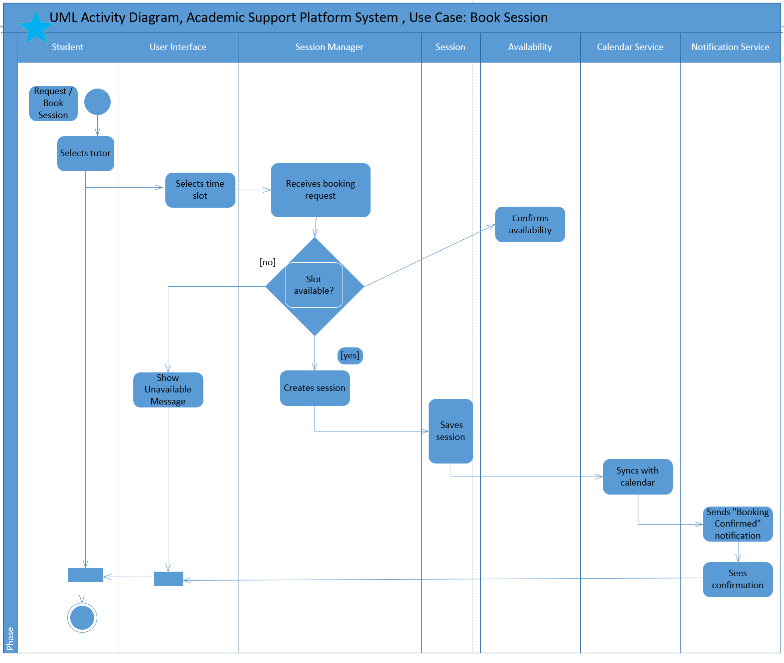 UML Activity Diagram, Academic Support Platform System , Use Case: Book Session
Student
User Interface
Session Manager
Session
Availability
Calendar Service
Notification Service
Request /
Book
Session
Selects tutor
Selects time
slot
Receives booking
request
Confirms
availability
[no]
Slot
available?
[yes]
Show
Unavailable
Message
Creates session
Saves
session
Syncs with
calendar
Sends "Booking
Confirmed"
notification
Sees
confirmation
Phase